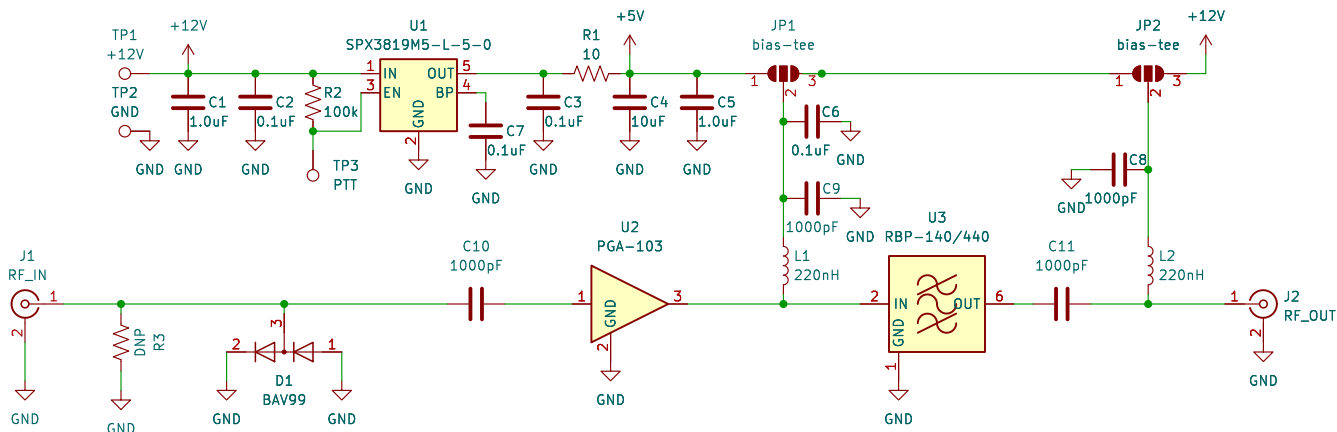 TP1
+12V
TP2
GND
GND
+12V
C1
1.0uF
GND
C2
0.1uF
GND
R2
100k
TP3
PTT
U1
SPX3819M5-L-5-0
1 IN OUT 5
3 EN BP 4
GND
2
GND
C7
0.1uF
GND
C3
0.1uF
GND
R1
10
+5V
C4
10uF
GND
C5
1.0uF
GND
JP1
bias-tee
1 2 3
C6
0.1uF
GND
C9
1000pF
GND
L1
220nH
JP2
bias-tee
1 2 3
+12V
C8
1000pF
GND
L2
220nH
J1
RF_IN
1
2
GND
DNP
R3
GND
3
2 1
D1
BAV99
GND
GND
C10
1000pF
U2
PGA-103
1 3
GND
2
GND
U3
RBP-140/440
2 IN OUT 6
GND
1
GND
C11
1000pF
1
J2
RF_OUT
2
GND